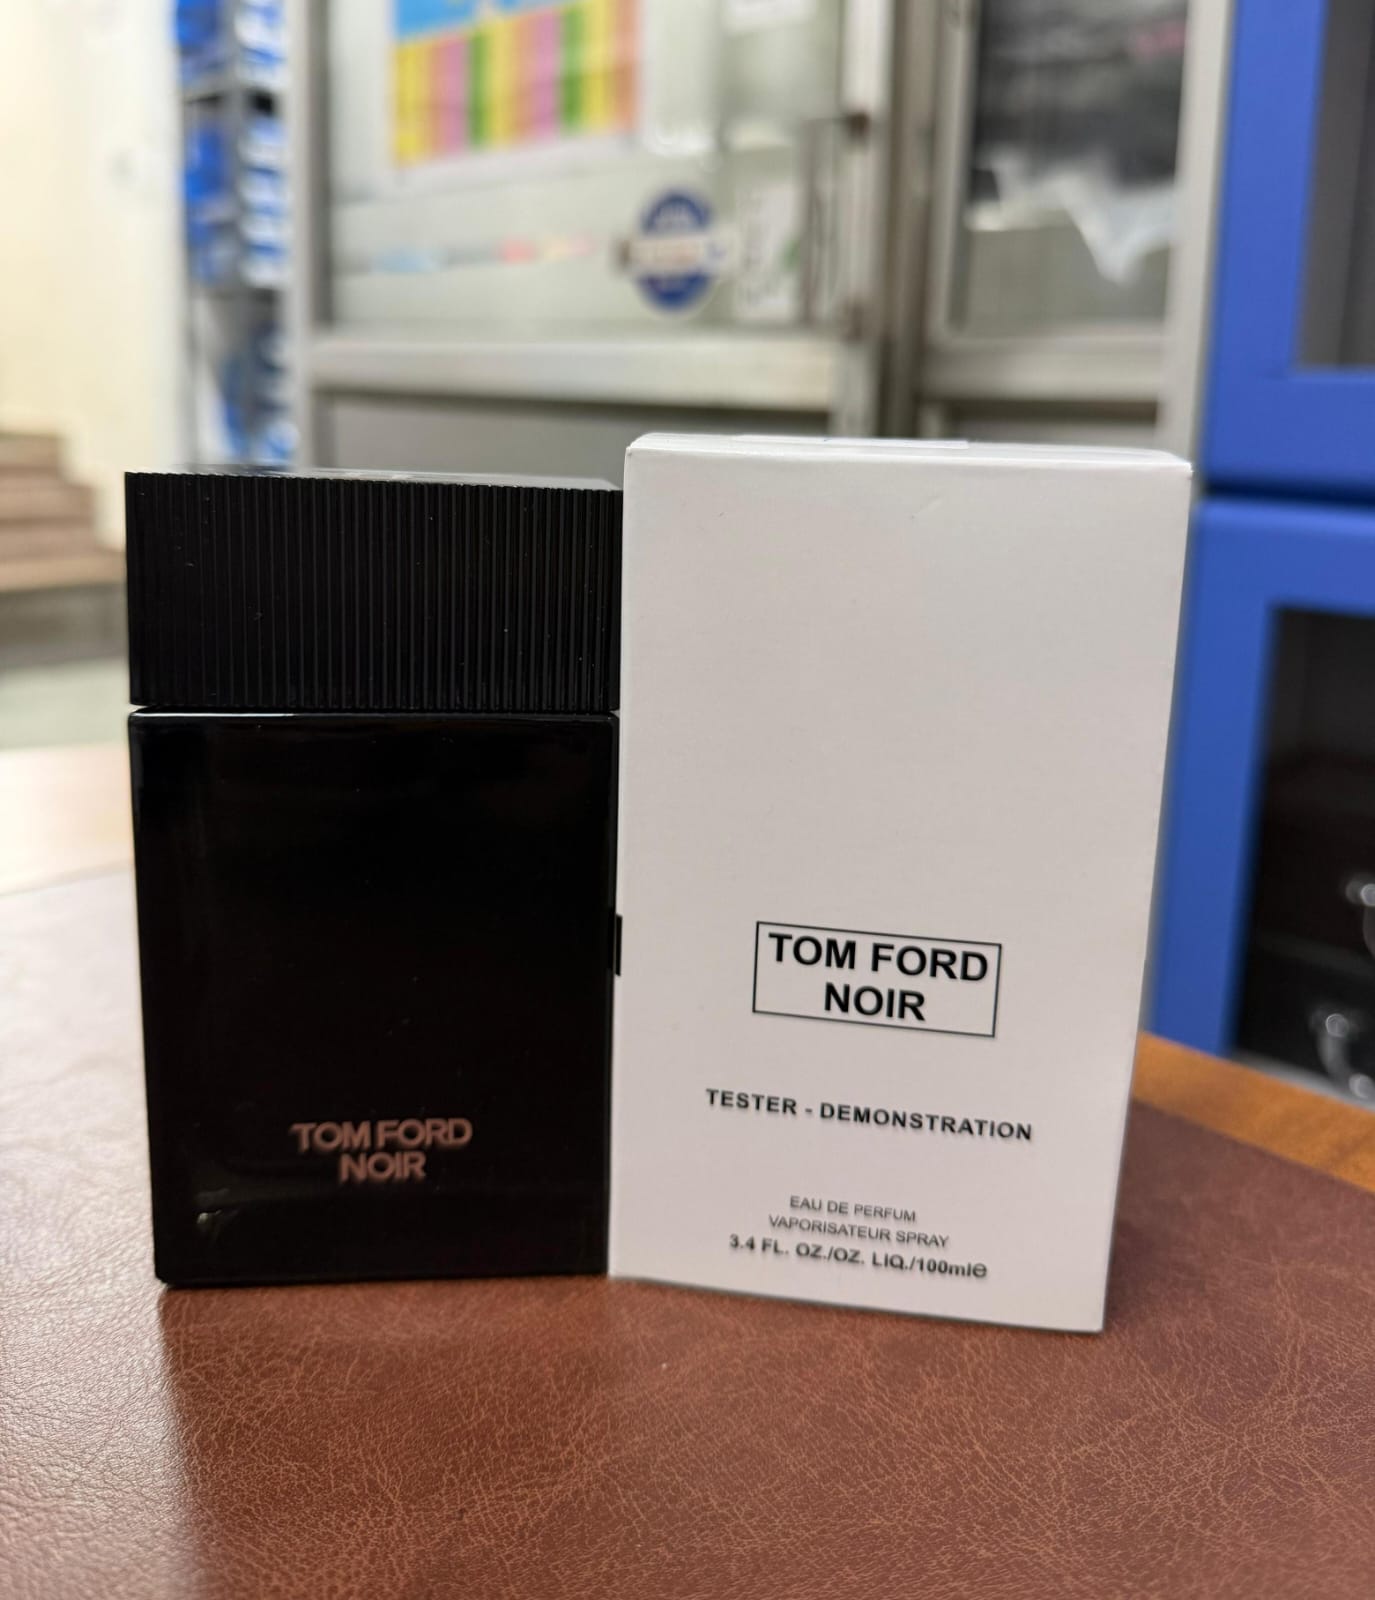 TOM FORD
NOIR
TOM FORD
NOIR
TESTER - DEMONSTRATION
EAU DE PERFUM
VAPORISATEUR SPRAY
3.4 FL. OZ./OZ. LIQ./100ml℮